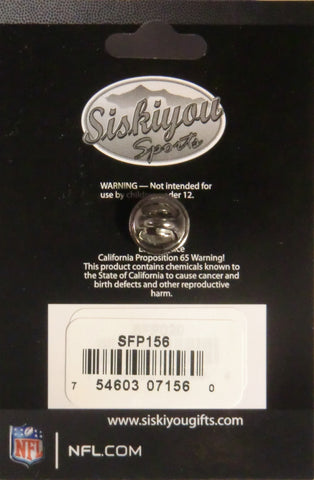 Siskiyou
Sports
WARNING — Not intended for
use by under 12.
California Proposition 65 Warning!
This product contains chemicals known to
the State of California to cause cancer and
birth defects and other reproductive
harm.
SFP156
7 54603 07156 0
www.siskiyougifts.com
NFL
NFL.COM